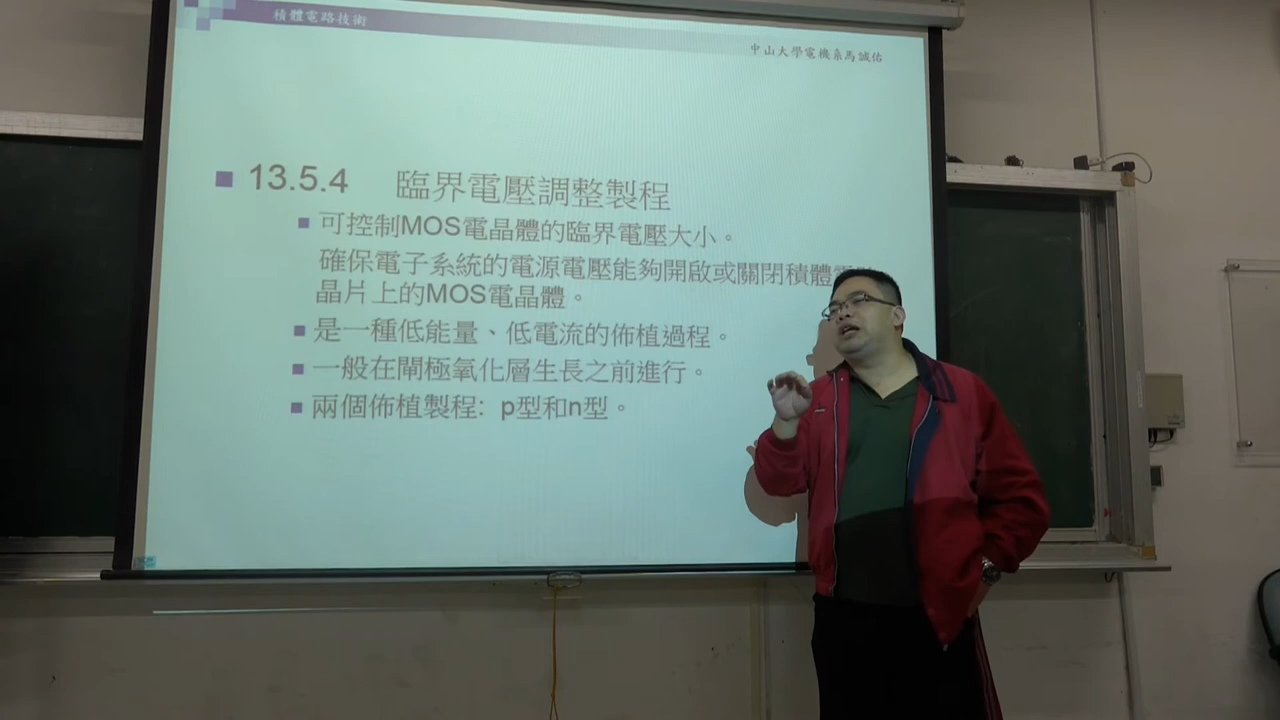 積體電路技術
中山大學電機系馬誠佑
■ 13.5.4 臨界電壓調整製程
■ 可控制MOS電晶體的臨界電壓大小。
確保電子系統的電源電壓能夠開啟或關閉積體電
晶片上的MOS電晶體。
■ 是一種低能量、低電流的佈植過程。
■ 一般在閘極氧化層生長之前進行。
■ 兩個佈植製程: p型和n型。